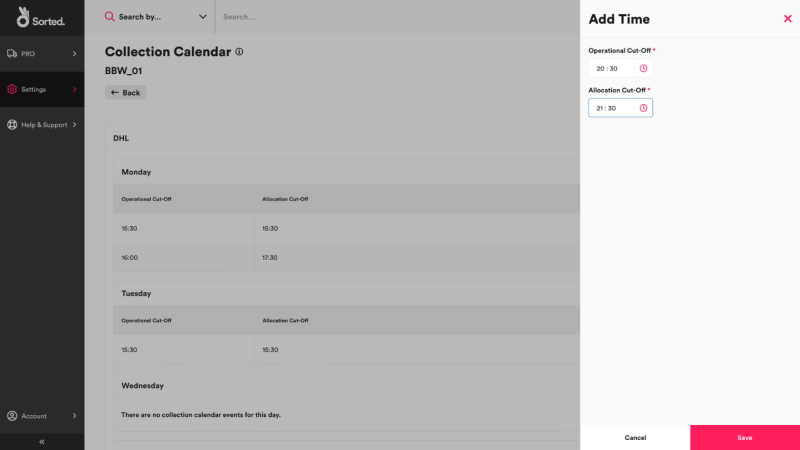 Sorted.
PRO
Settings
Help & Support
Account
«
Search by...
Search...
Collection Calendar
BBW_01
← Back
DHL
Monday
Operational Cut-Off Allocation Cut-Off
15:30 15:30
16:00 17:30
Tuesday
Operational Cut-Off Allocation Cut-Off
15:30 15:30
Wednesday
There are no collection calendar events for this day.
Add Time
Operational Cut-Off *
20 : 30
Allocation Cut-Off *
21 : 30
Cancel Save